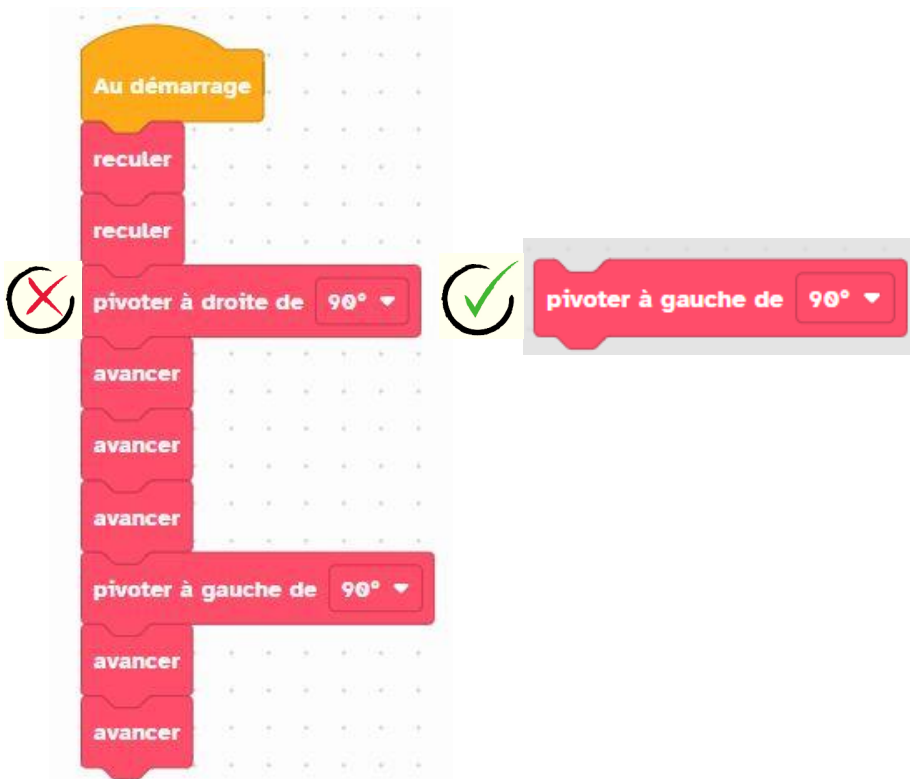 Au démarrage
reculer
reculer
pivoter à droite de 90°
pivoter à gauche de 90°
avancer
avancer
avancer
pivoter à gauche de 90°
avancer
avancer